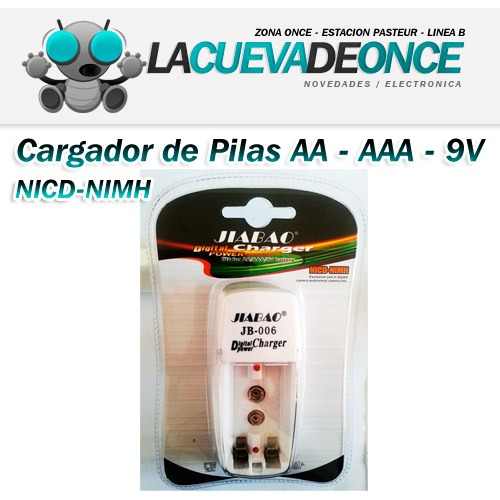 ZONA ONCE - ESTACION PASTEUR - LINEA B
LACUEVADEONCE
NOVEDADES / ELECTRONICA
Cargador de Pilas AA - AAA - 9V
NICD-NIMH
JIABAO®
Digital Charger
POWER
NICD-NIMH
JIABAO®
JB-006
Digital power Charger